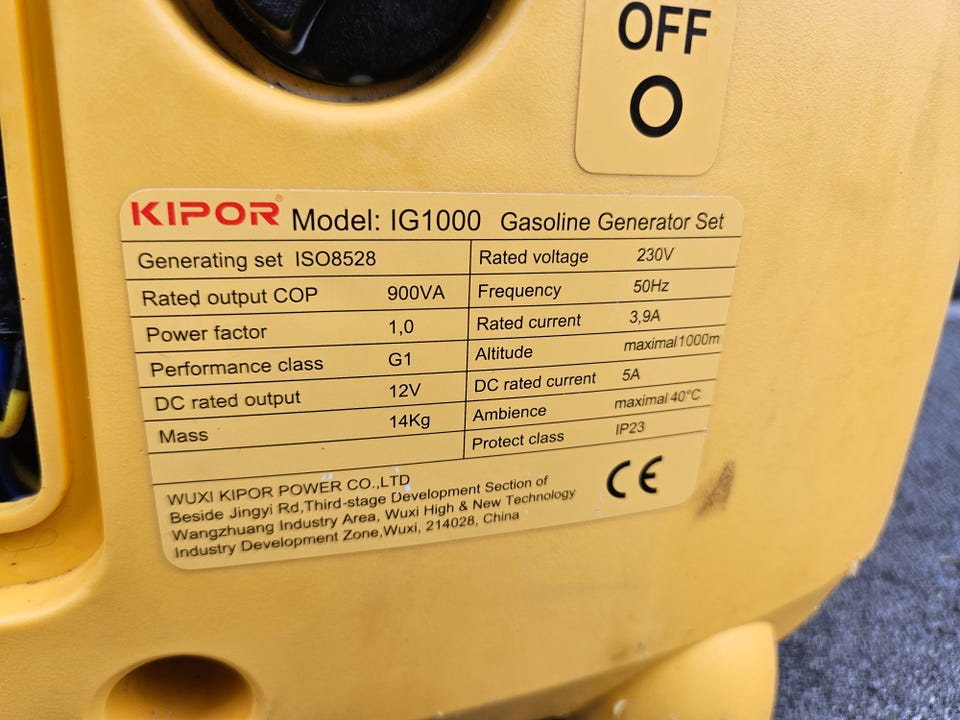 OFF
O
KIPOR® Model: IG1000 Gasoline Generator Set
Generating set ISO8528
Rated output COP 900VA
Power factor 1,0
Performance class G1
DC rated output 12V
Mass 14Kg
Rated voltage 230V
Frequency 50Hz
Rated current 3,9A
Altitude maximal1000m
DC rated current 5A
Ambience maximal 40°C
Protect class IP23
WUXI KIPOR POWER CO.,LTD
Beside Jingyi Rd,Third-stage Development Section of
Wangzhuang Industry Area, Wuxi High & New Technology
Industry Development Zone,Wuxi, 214028, China
CE